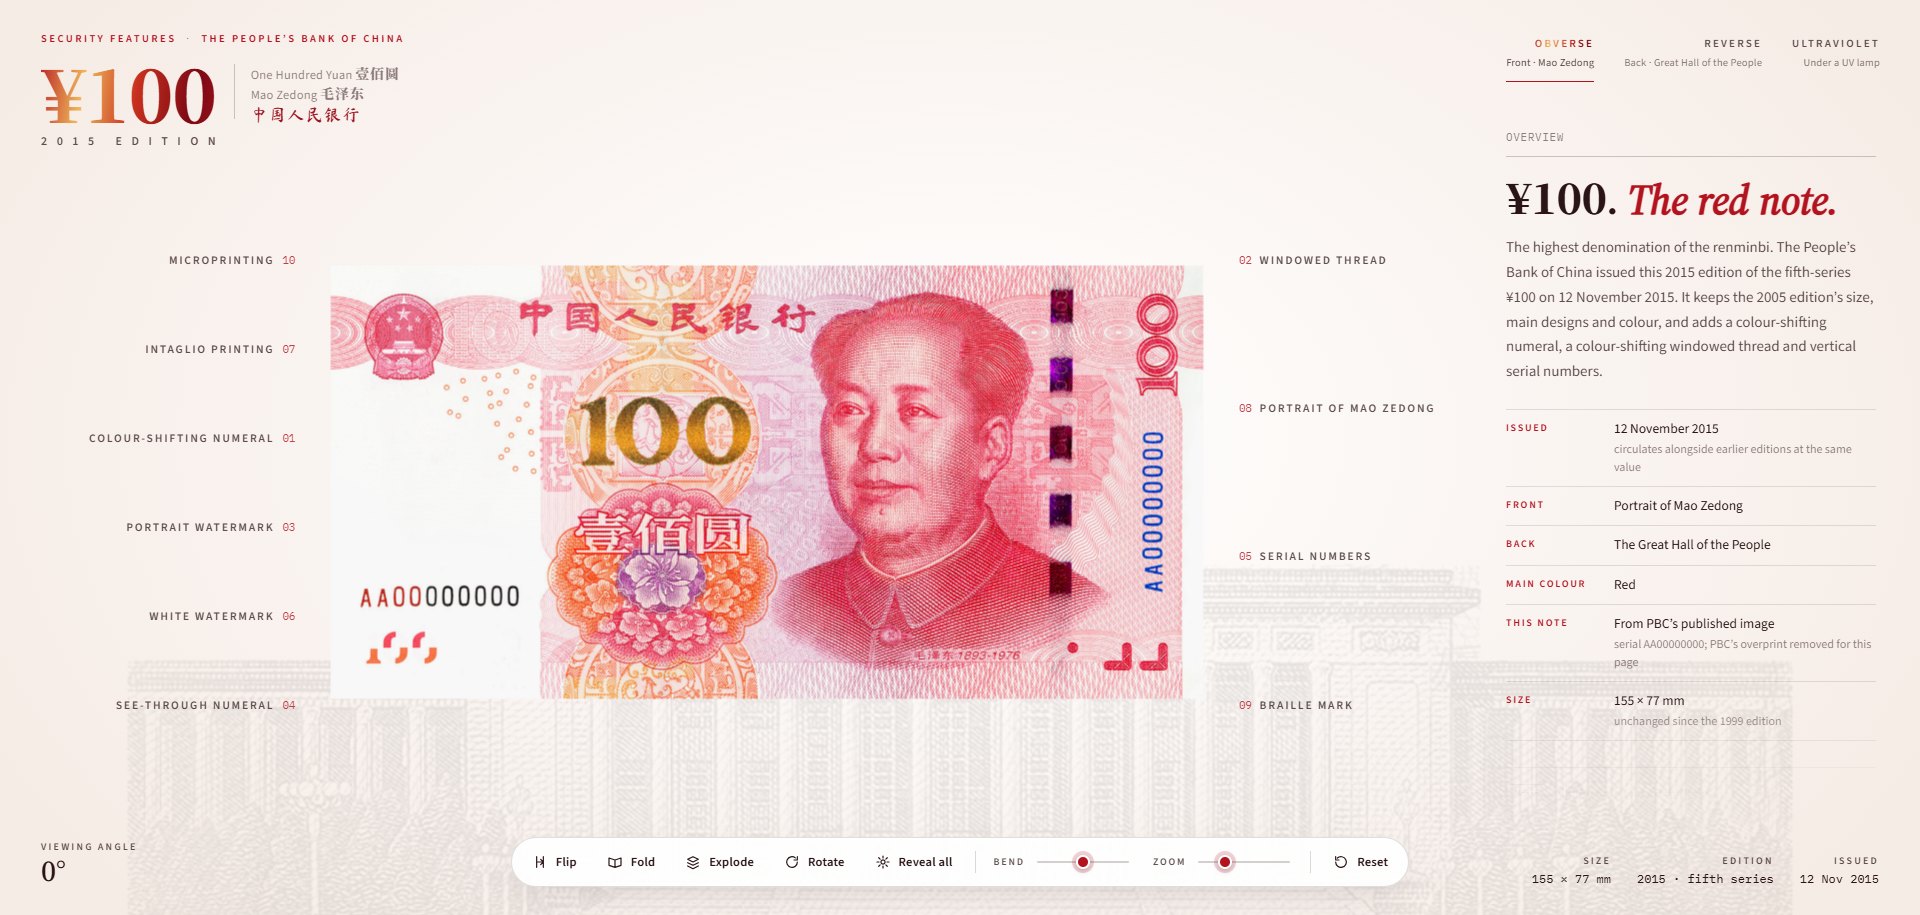 SECURITY FEATURES · THE PEOPLE'S BANK OF CHINA
¥100
2015 EDITION
One Hundred Yuan 壹佰圓
Mao Zedong 毛泽东
中国人民银行
OBVERSE
Front · Mao Zedong
REVERSE
Back · Great Hall of the People
ULTRAVIOLET
Under a UV lamp
MICROPRINTING 10
INTAGLIO PRINTING 07
COLOUR-SHIFTING NUMERAL 01
PORTRAIT WATERMARK 03
WHITE WATERMARK 06
SEE-THROUGH NUMERAL 04
中国人民银行
100
壹佰圆
AA00000000
100
AA00000000
毛泽东 1893-1976
02 WINDOWED THREAD
08 PORTRAIT OF MAO ZEDONG
05 SERIAL NUMBERS
09 BRAILLE MARK
OVERVIEW
¥100. The red note.
The highest denomination of the renminbi. The People's
Bank of China issued this 2015 edition of the fifth-series
¥100 on 12 November 2015. It keeps the 2005 edition's size,
main designs and colour, and adds a colour-shifting
numeral, a colour-shifting windowed thread and vertical
serial numbers.
ISSUED
12 November 2015
circulates alongside earlier editions at the same
value
FRONT
Portrait of Mao Zedong
BACK
The Great Hall of the People
MAIN COLOUR
Red
THIS NOTE
From PBC's published image
serial AA00000000; PBC's overprint removed for this
page
SIZE
155 × 77 mm
unchanged since the 1999 edition
VIEWING ANGLE
0°
Flip
Fold
Explode
Rotate
Reveal all
BEND
ZOOM
Reset
SIZE
155 × 77 mm
EDITION
2015 · fifth series
ISSUED
12 Nov 2015